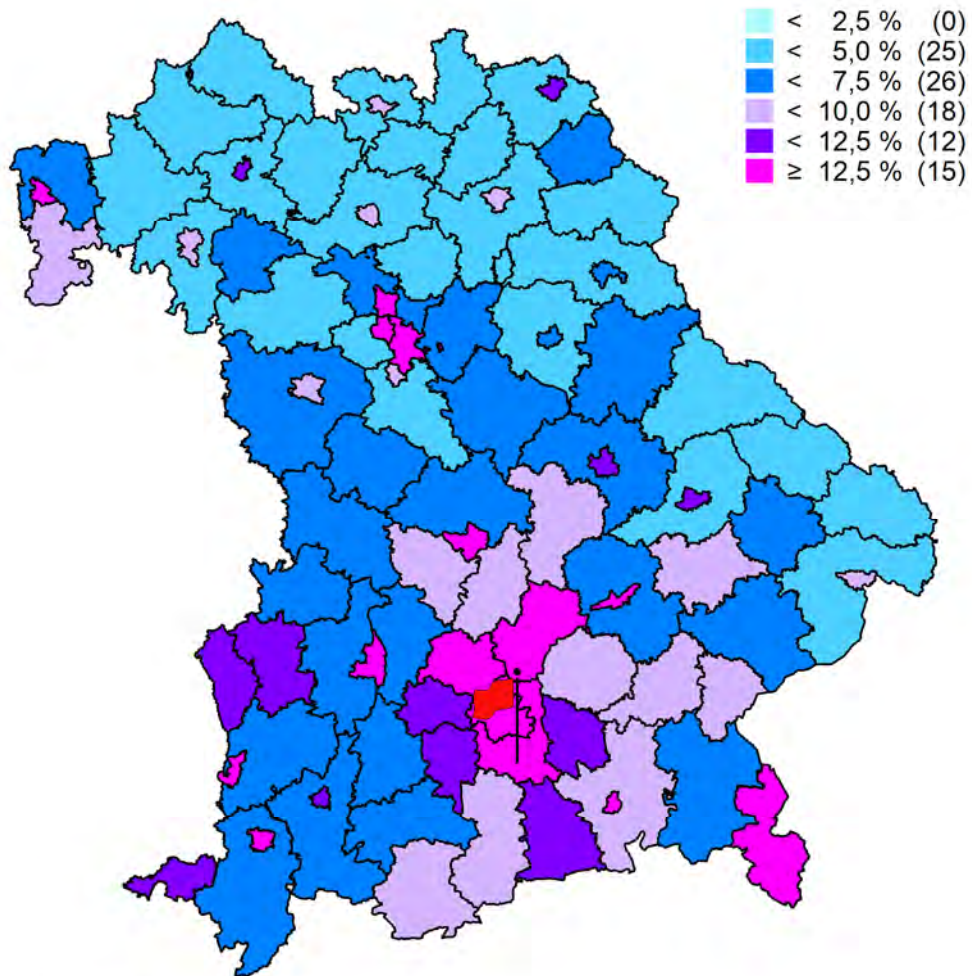 < 2,5 % (0)
< 5,0 % (25)
< 7,5 % (26)
< 10,0 % (18)
< 12,5 % (12)
≥ 12,5 % (15)